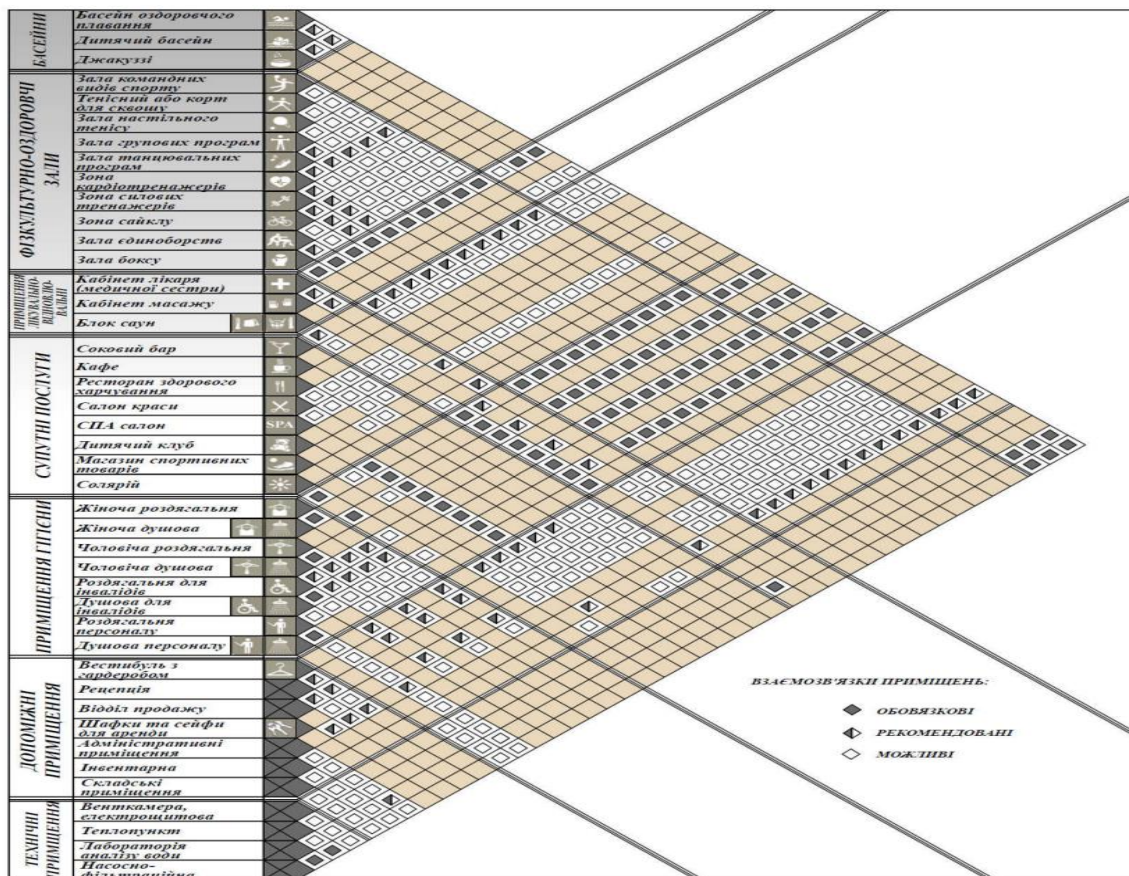 БАСЕЙНИ
Басейн оздоровчого
плавання
Дитячий басейн
Джакуззі
ФІЗКУЛЬТУРНО-ОЗДОРОВЧІ
ЗАЛИ
Зала командних
видів спорту
Тенісний або корт
для сквошу
Зала настільного
тенісу
Зала групових програм
Зала танцювальних
програм
Зона
кардіотренажерів
Зона силових
тренажерів
Зона сайклу
Зала єдиноборств
Зала боксу
ПРИМІЩЕННЯ
ЛІКУВАЛЬНО-
ВІДНОВЛЮ-
ВАЛЬНІ
Кабінет лікаря
(медичної сестри)
Кабінет масажу
Блок саун
СУПУТНІ ПОСЛУГИ
Соковий бар
Кафе
Ресторан здорового
харчування
Салон краси
СПА салон
SPA
Дитячий клуб
Магазин спортивних
товарів
Солярій
ПРИМІЩЕННЯ ГІГІЄНИ
Жіноча роздягальня
Жіноча душова
Чоловіча роздягальня
Чоловіча душова
Роздягальня для
інвалідів
Душова для
інвалідів
Роздягальня
персоналу
Душова персоналу
ДОПОМІЖНІ
ПРИМІЩЕННЯ
Вестибуль з
гардеробом
Рецепція
Відділ продажу
Шафки та сейфи
для аренди
Адміністративні
приміщення
Інвентарна
Складські
приміщення
ТЕХНІЧНІ
ПРИМІЩЕННЯ
Венткамера,
електрощитова
Теплопункт
Лабораторія
аналізу води
Насосно-
фільтраційна
ВЗАЄМОЗВ'ЯЗКИ ПРИМІЩЕНЬ:
ОБОВЯЗКОВІ
РЕКОМЕНДОВАНІ
МОЖЛИВІ